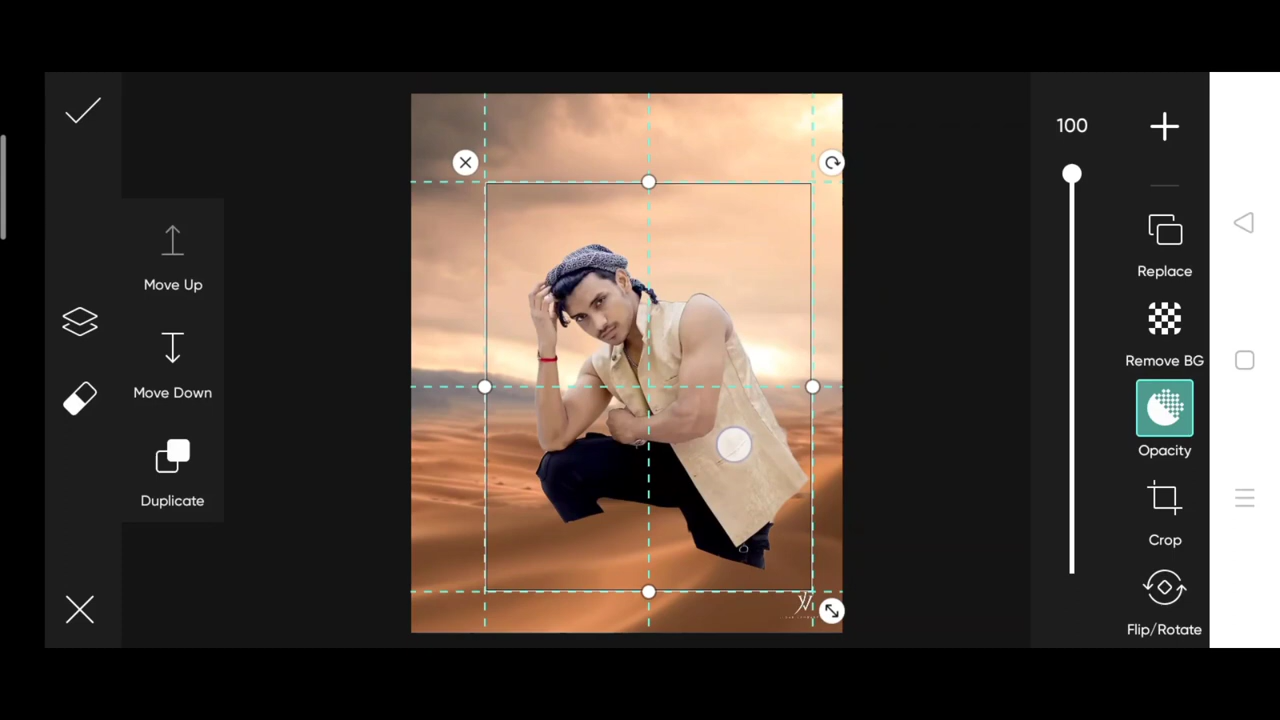 Move Up
Move Down
Duplicate
100
Replace
Remove BG
Opacity
Crop
Flip/Rotate